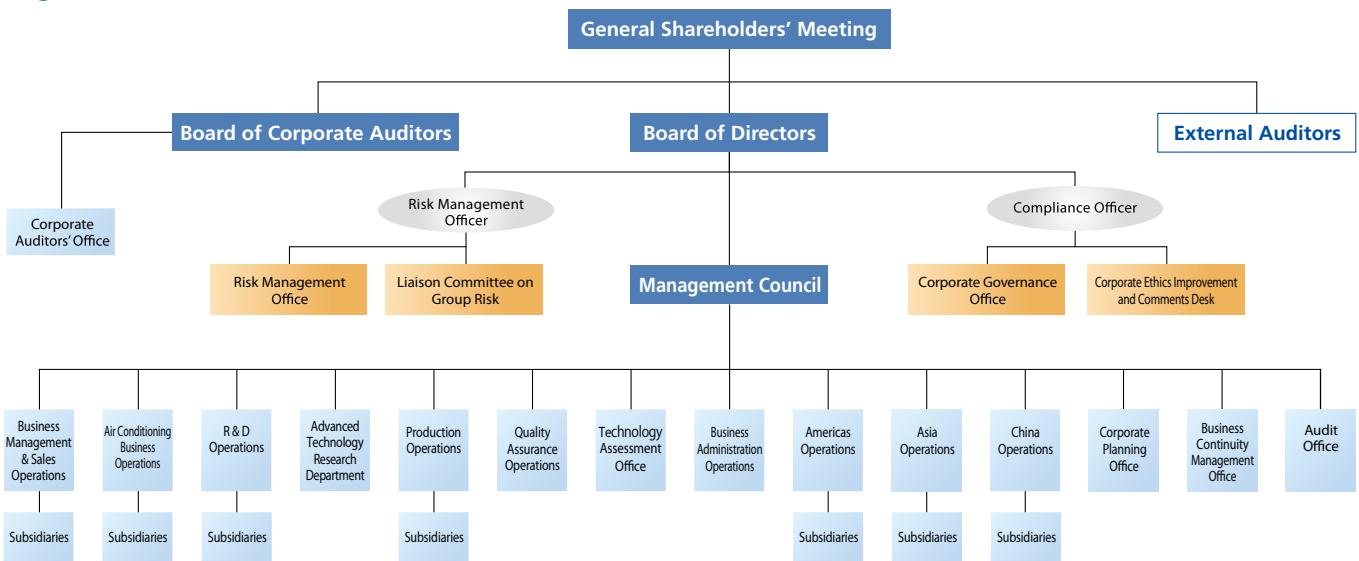 General Shareholders’ Meeting
Board of Corporate Auditors
Board of Directors
External Auditors
Risk Management
Officer
Compliance Officer
Corporate
Auditors’ Office
Risk Management
Office
Liaison Committee on
Group Risk
Management Council
Corporate Governance
Office
Corporate Ethics Improvement
and Comments Desk
Business
Management
& Sales
Operations
Air Conditioning
Business
Operations
R & D
Operations
Advanced
Technology
Research
Department
Production
Operations
Quality
Assurance
Operations
Technology
Assessment
Office
Business
Administration
Operations
Americas
Operations
Asia
Operations
China
Operations
Corporate
Planning
Office
Business
Continuity
Management
Office
Audit
Office
Subsidiaries
Subsidiaries
Subsidiaries
Subsidiaries
Subsidiaries
Subsidiaries
Subsidiaries